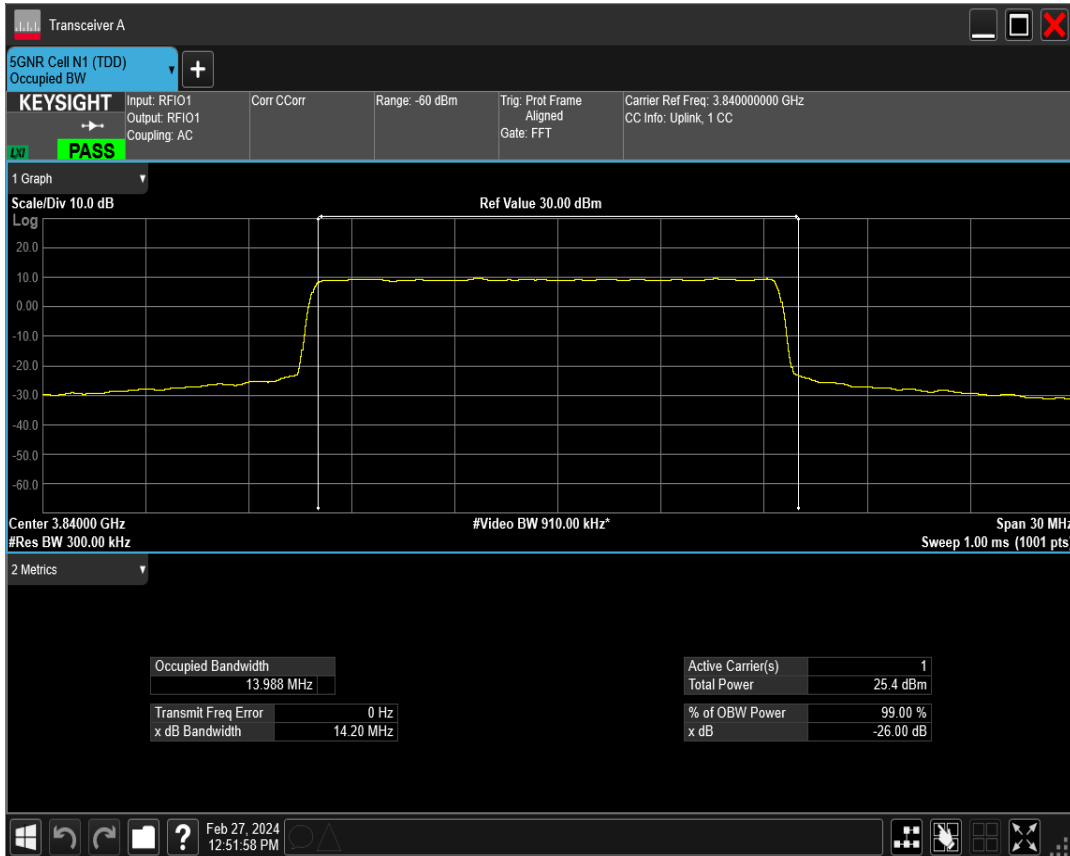 Transceiver A
5GNR Cell N1 (TDD)
Occupied BW
+
KEYSIGHT
LXI
PASS
Input: RFIO1
Output: RFIO1
Coupling: AC
Corr CCorr
Range: -60 dBm
Trig: Prot Frame
Aligned
Gate: FFT
Carrier Ref Freq: 3.840000000 GHz
CC Info: Uplink, 1 CC
1 Graph
Scale/Div 10.0 dB
Ref Value 30.00 dBm
Log
20.0
10.0
0.00
-10.0
-20.0
-30.0
-40.0
-50.0
-60.0
Center 3.84000 GHz
#Video BW 910.00 kHz*
Span 30 MHz
#Res BW 300.00 kHz
Sweep 1.00 ms (1001 pts)
2 Metrics
Occupied Bandwidth
13.988 MHz
Transmit Freq Error 0 Hz
x dB Bandwidth 14.20 MHz
Active Carrier(s) 1
Total Power 25.4 dBm
% of OBW Power 99.00 %
x dB -26.00 dB
?
Feb 27, 2024
12:51:58 PM